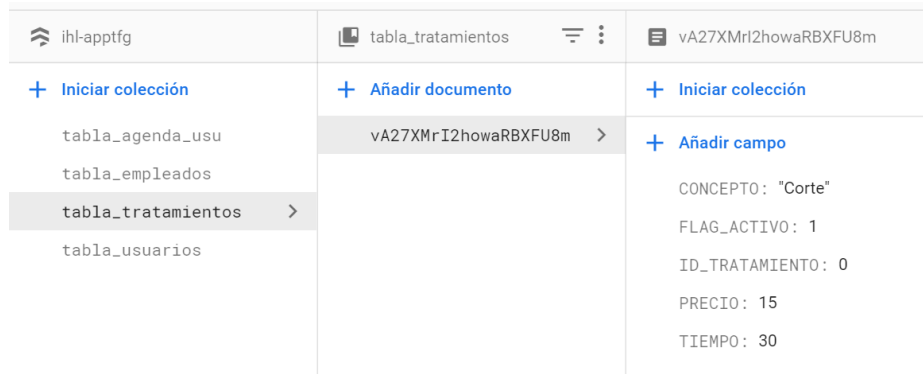 ihl-apptfg
tabla_tratamientos
vA27XMrI2howaRBXFU8m
+ Iniciar colección
+ Añadir documento
+ Iniciar colección
tabla_agenda_usu
tabla_empleados
tabla_tratamientos
tabla_usuarios
vA27XMrI2howaRBXFU8m
+ Añadir campo
CONCEPTO: "Corte"
FLAG_ACTIVO: 1
ID_TRATAMIENTO: 0
PRECIO: 15
TIEMPO: 30